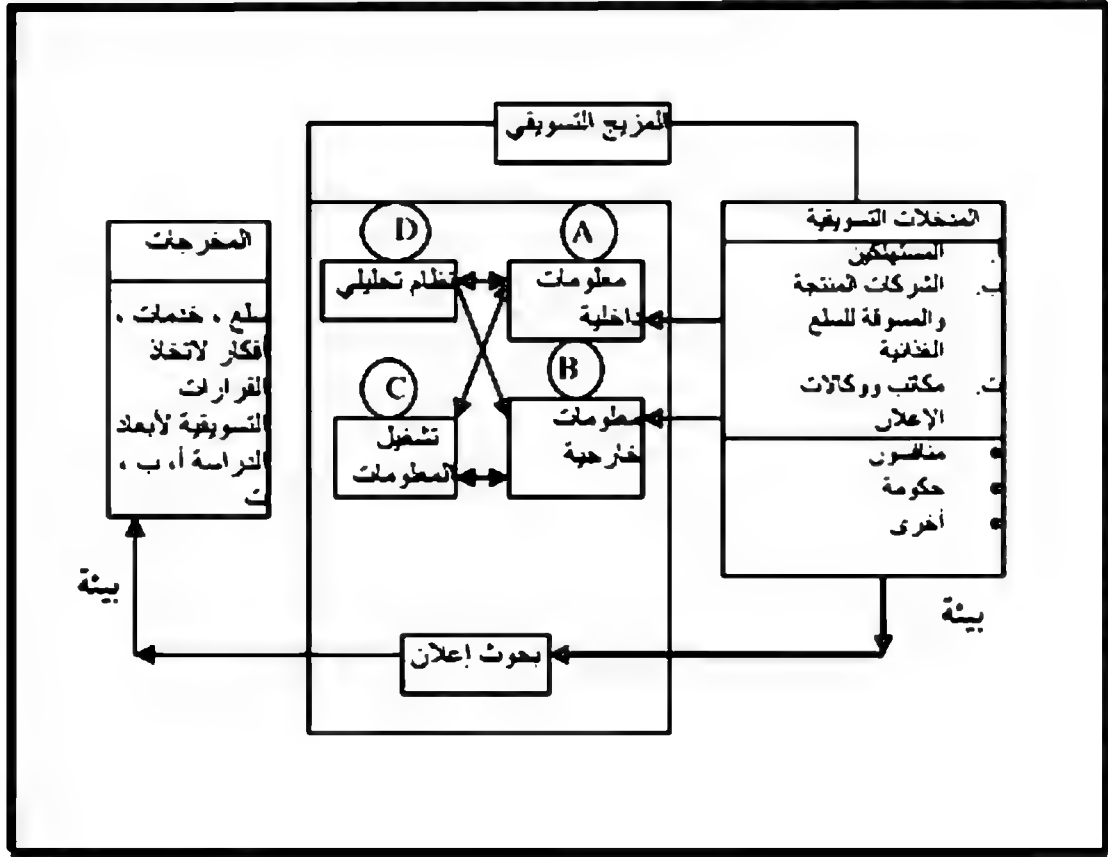 المزيج التسويقي
المدخلات التسويقية
أ. المستهلكين
ب. الشركات المنتجة
والمسوقة للسلع
الغذائية
ت. مكاتب ووكالات
الإعلان
• منافسون
• حكومة
• أخرى
بيئة
A
معلومات
داخلية
B
معلومات
خارجية
D
نظام تحليلي
C
تشغيل
المعلومات
بحوث إعلان
المخرجات
سلع ، خدمات ،
أفكار لاتخاذ
القرارات
التسويقية لأبعاد
الدراسة أ، ب ،
ت
بيئة